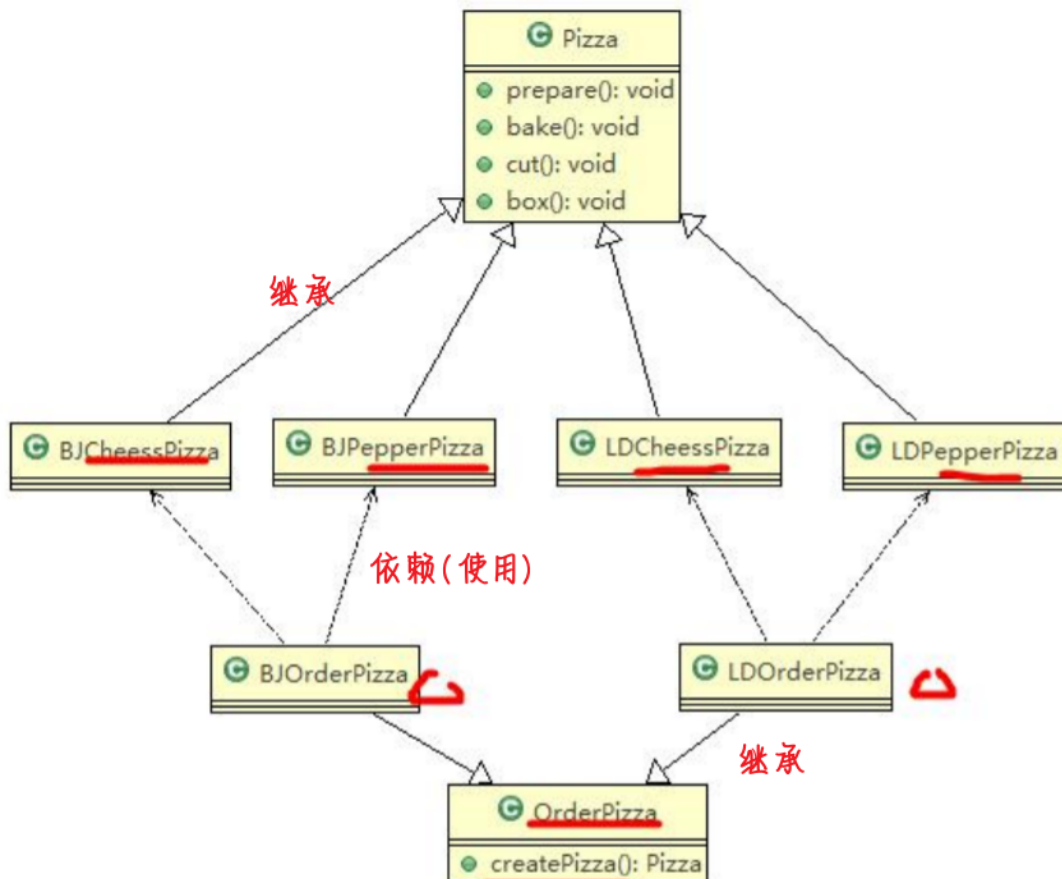 C Pizza
prepare(): void
bake(): void
cut(): void
box(): void
继承
C BJCheessPizza
C BJPepperPizza
C LDCheessPizza
C LDPepperPizza
依赖(使用)
C BJOrderPizza
C LDOrderPizza
继承
C OrderPizza
createPizza(): Pizza